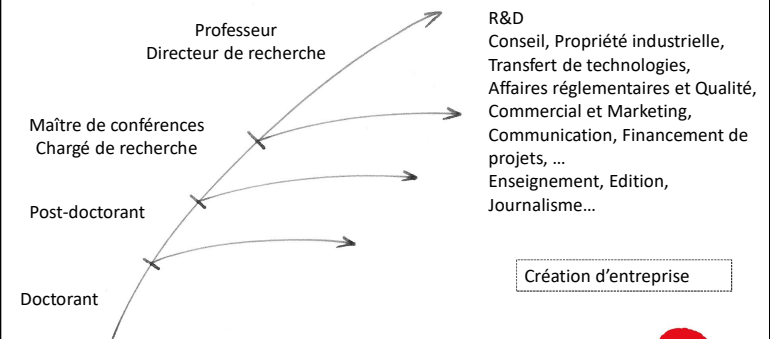 Professeur
Directeur de recherche
Maître de conférences
Chargé de recherche
Post-doctorant
Doctorant
R&D
Conseil, Propriété industrielle,
Transfert de technologies,
Affaires réglementaires et Qualité,
Commercial et Marketing,
Communication, Financement de
projets, …
Enseignement, Edition,
Journalisme…
Création d’entreprise